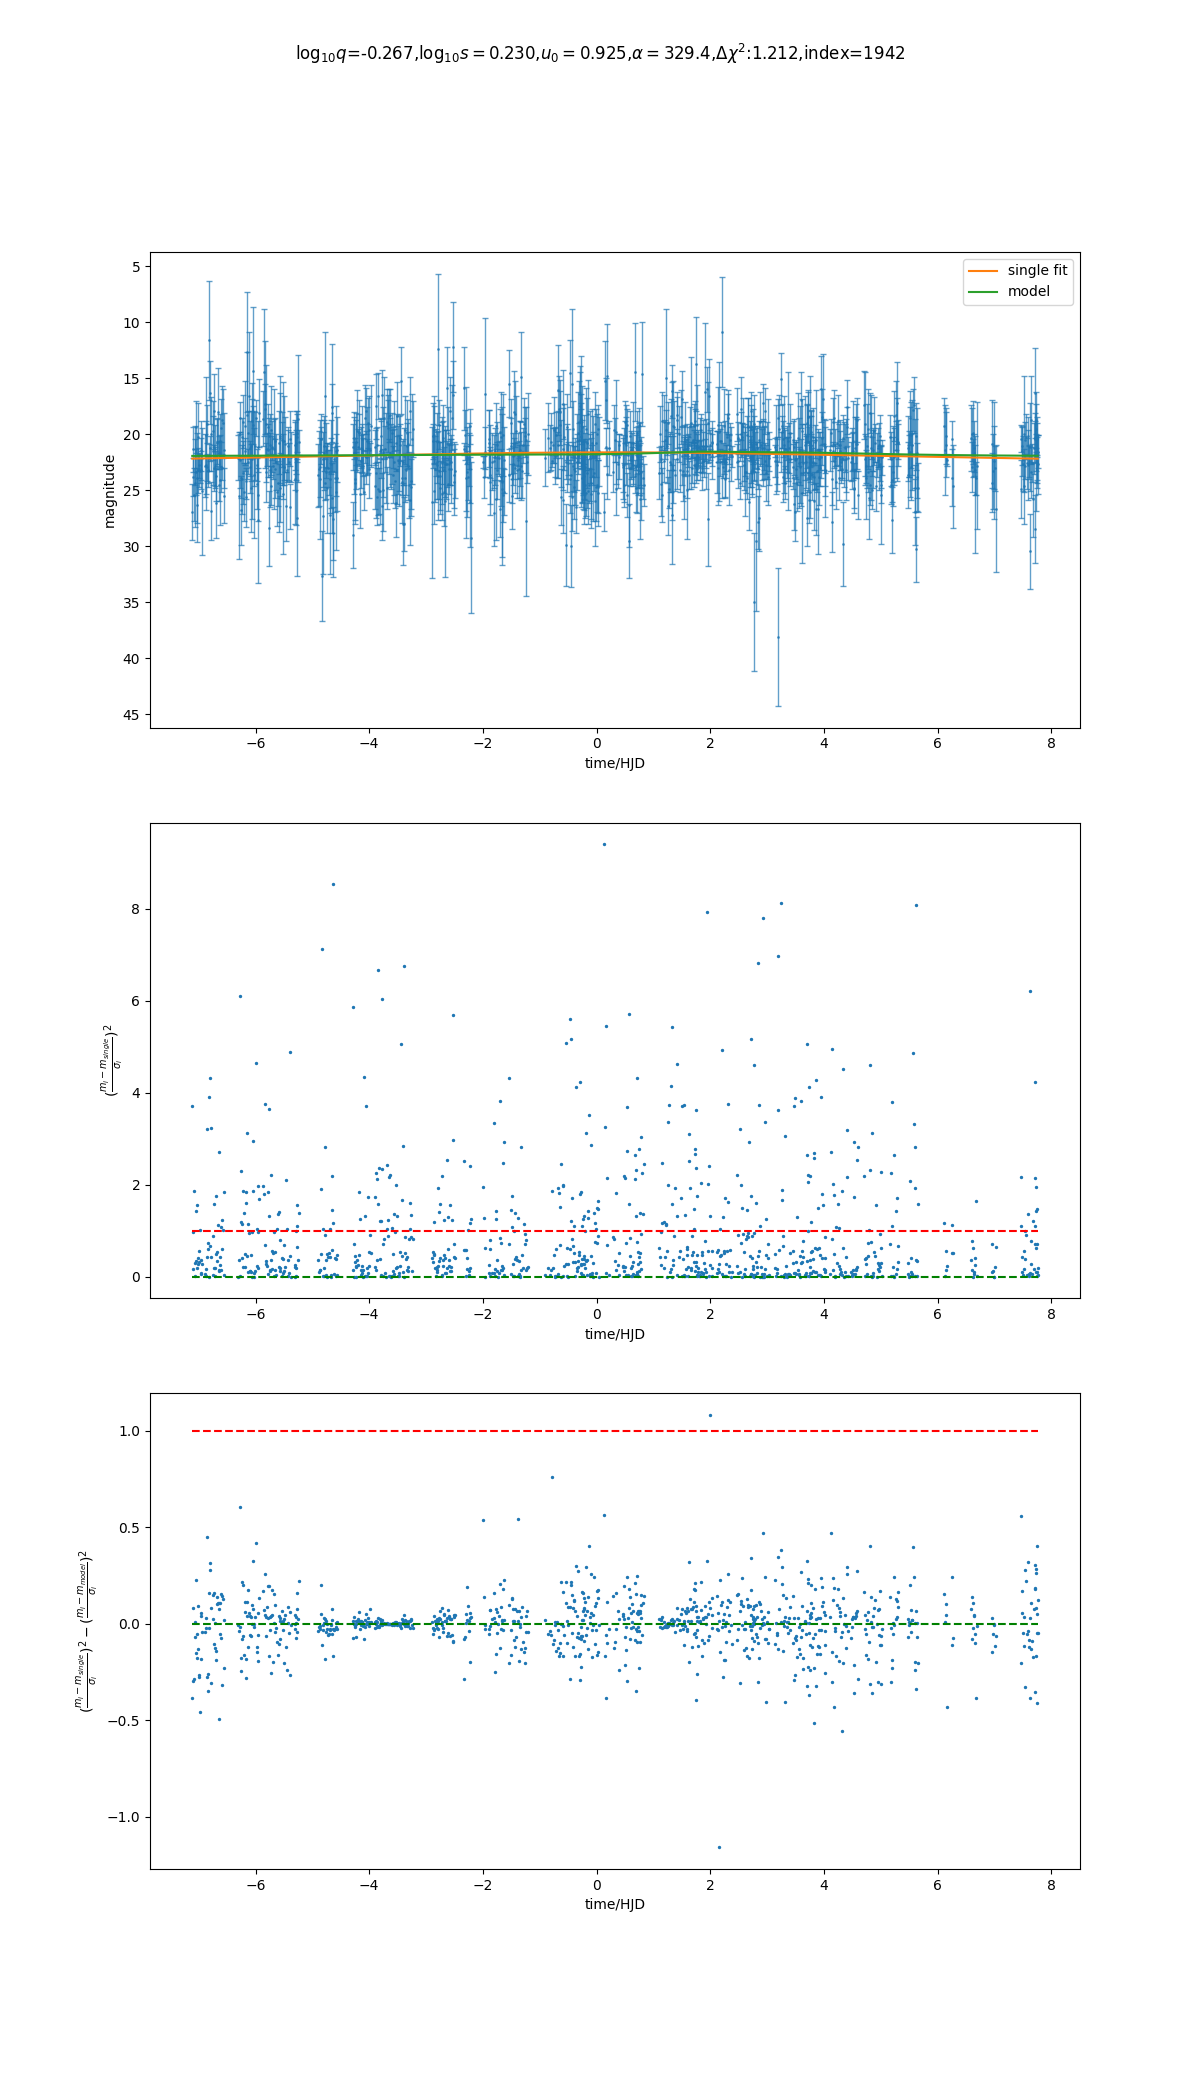 log₁₀q=-0.267,log₁₀s = 0.230,u₀ = 0.925,α = 329.4,Δχ²:1.212,index=1942
5
10
15
20
25
30
35
40
45
magnitude
single fit
model
−6 −4 −2 0 2 4 6 8
time/HJD
8
6
4
2
0
((mᵢ − m_single)/σᵢ)²
−6 −4 −2 0 2 4 6 8
time/HJD
1.0
0.5
0.0
−0.5
−1.0
((mᵢ − m_single)/σᵢ)² − ((mᵢ − m_model)/σᵢ)²
−6 −4 −2 0 2 4 6 8
time/HJD